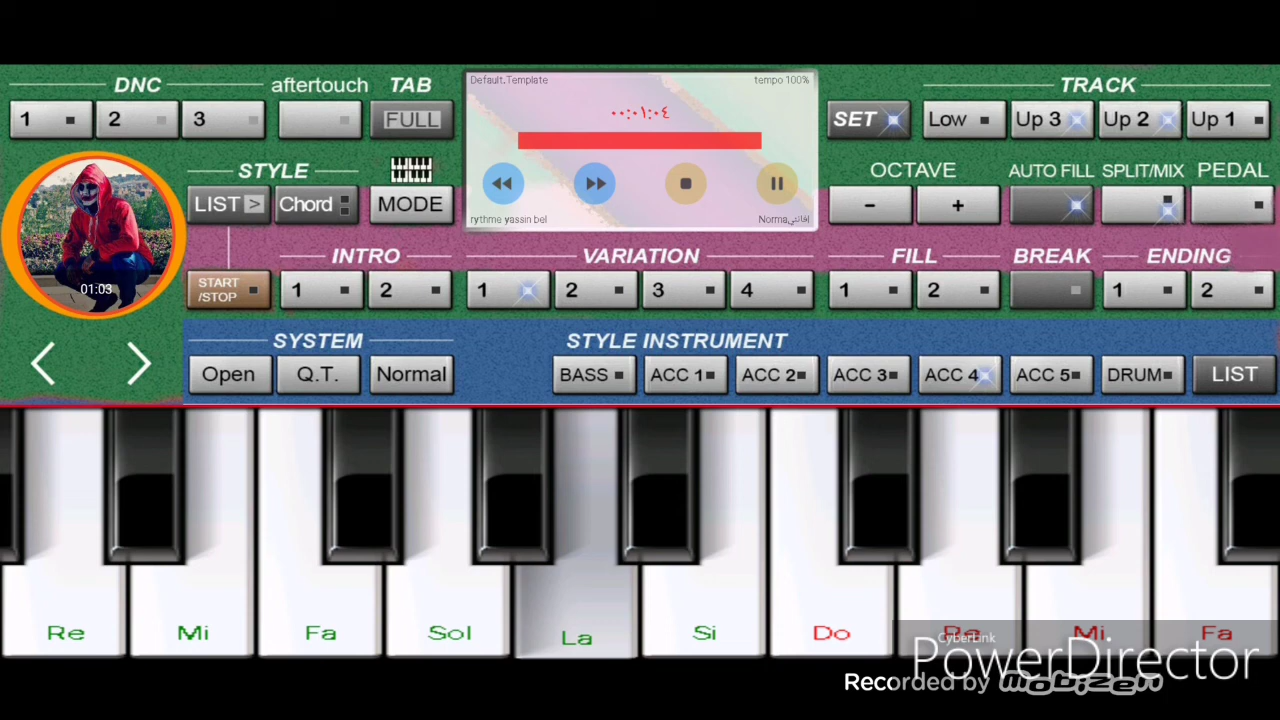 DNC aftertouch TAB
1 2 3 FULL
Default.Template tempo 100%
٠٠:٠١:٠٤
rythme yassin bel Normaافانتي
TRACK
SET Low Up 3 Up 2 Up 1
STYLE
LIST > Chord MODE
OCTAVE AUTO FILL SPLIT/MIX PEDAL
- +
01:03
INTRO VARIATION FILL BREAK ENDING
START
/STOP
1 2 1 2 3 4 1 2 1 2
SYSTEM STYLE INSTRUMENT
Open Q.T. Normal BASS ACC 1 ACC 2 ACC 3 ACC 4 ACC 5 DRUM LIST
Re Mi Fa Sol La Si Do Re Mi Fa
CyberLink
PowerDirector
Recorded by mobizen